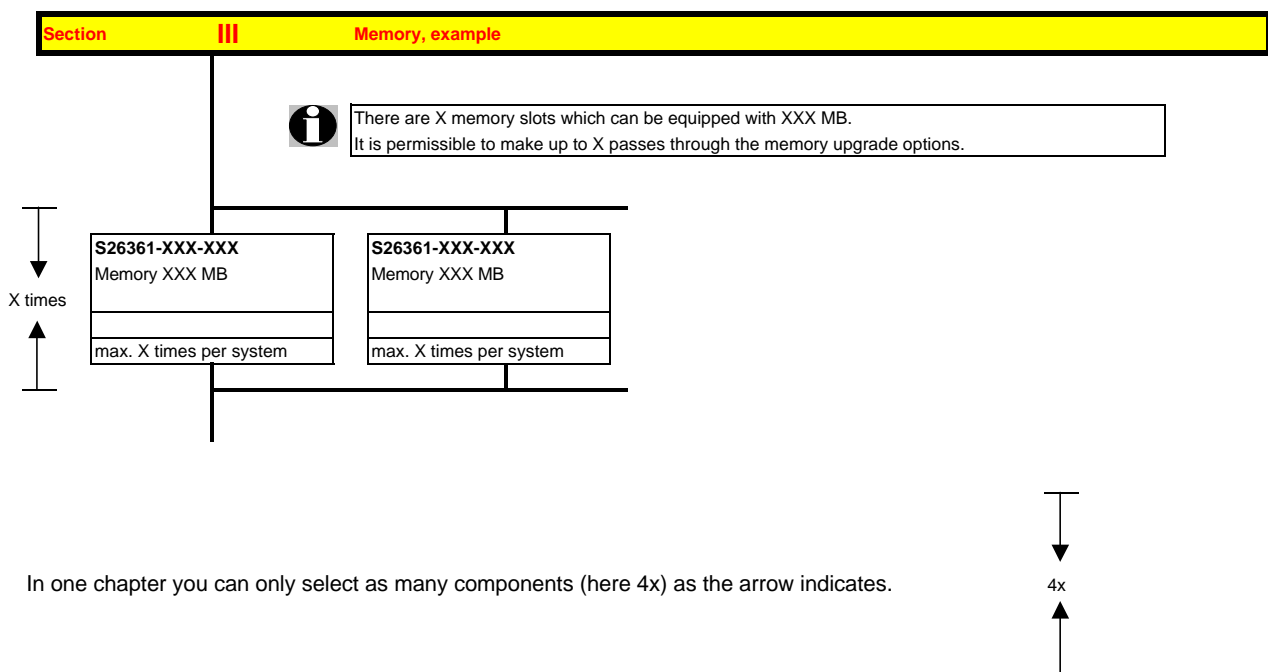 Section III Memory, example
There are X memory slots which can be equipped with XXX MB.
It is permissible to make up to X passes through the memory upgrade options.
S26361-XXX-XXX S26361-XXX-XXX
Memory XXX MB Memory XXX MB
X times
max. X times per system max. X times per system
In one chapter you can only select as many components (here 4x) as the arrow indicates. 4x